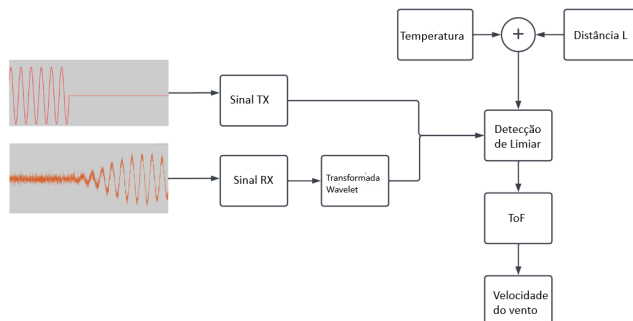 Temperatura
+
Distância L
Sinal TX
Detecção
de Limiar
Sinal RX
Transformada
Wavelet
ToF
Velocidade
do vento